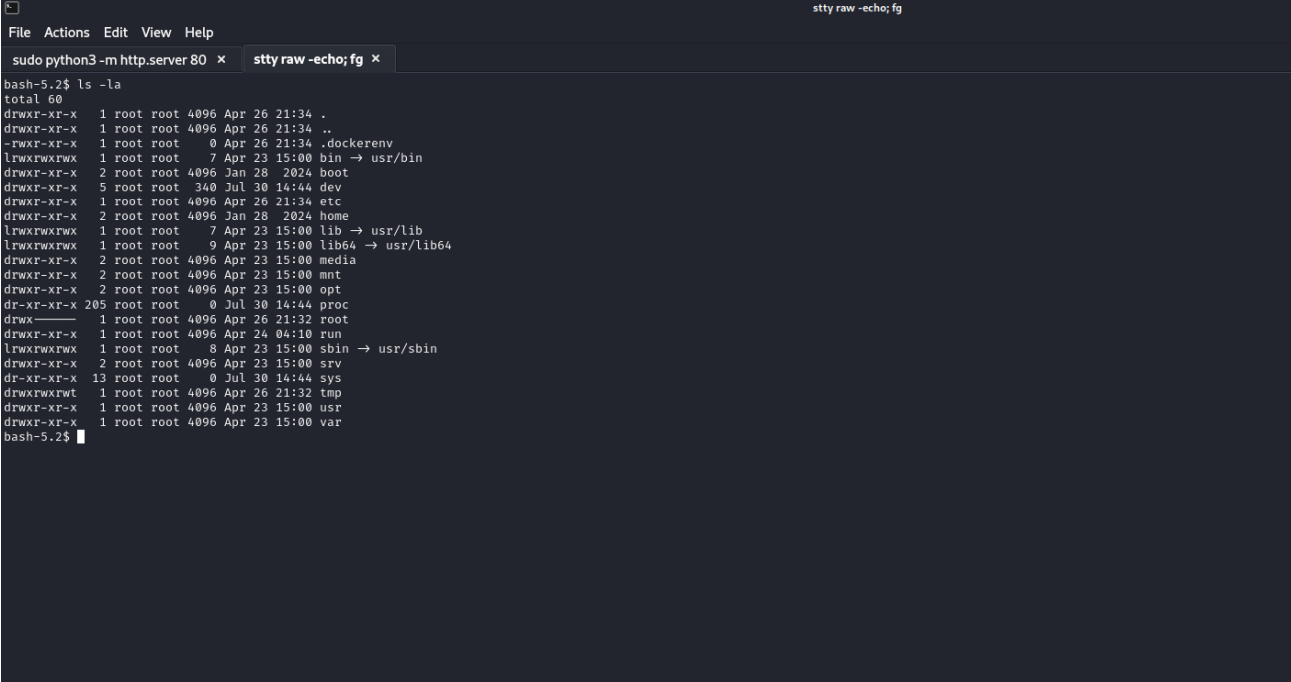 stty raw -echo; fg
File Actions Edit View Help
sudo python3 -m http.server 80 × stty raw -echo; fg ×
bash-5.2$ ls -la
total 60
drwxr-xr-x   1 root root 4096 Apr 26 21:34 .
drwxr-xr-x   1 root root 4096 Apr 26 21:34 ..
-rwxr-xr-x   1 root root    0 Apr 26 21:34 .dockerenv
lrwxrwxrwx   1 root root    7 Apr 23 15:00 bin → usr/bin
drwxr-xr-x   2 root root 4096 Jan 28  2024 boot
drwxr-xr-x   5 root root  340 Jul 30 14:44 dev
drwxr-xr-x   1 root root 4096 Apr 26 21:34 etc
drwxr-xr-x   2 root root 4096 Jan 28  2024 home
lrwxrwxrwx   1 root root    7 Apr 23 15:00 lib → usr/lib
lrwxrwxrwx   1 root root    9 Apr 23 15:00 lib64 → usr/lib64
drwxr-xr-x   2 root root 4096 Apr 23 15:00 media
drwxr-xr-x   2 root root 4096 Apr 23 15:00 mnt
drwxr-xr-x   2 root root 4096 Apr 23 15:00 opt
dr-xr-xr-x 205 root root    0 Jul 30 14:44 proc
drwx------   1 root root 4096 Apr 26 21:32 root
drwxr-xr-x   1 root root 4096 Apr 24 04:10 run
lrwxrwxrwx   1 root root    8 Apr 23 15:00 sbin → usr/sbin
drwxr-xr-x   2 root root 4096 Apr 23 15:00 srv
dr-xr-xr-x  13 root root    0 Jul 30 14:44 sys
drwxrwxrwt   1 root root 4096 Apr 26 21:32 tmp
drwxr-xr-x   1 root root 4096 Apr 23 15:00 usr
drwxr-xr-x   1 root root 4096 Apr 23 15:00 var
bash-5.2$